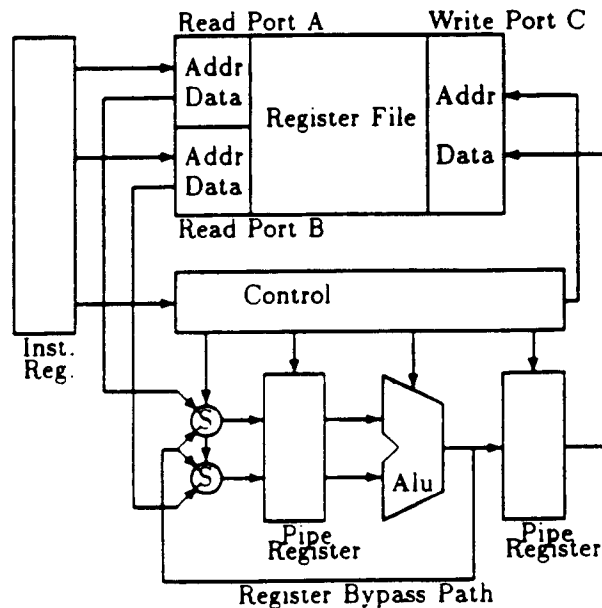 Read Port A
Write Port C
Addr
Data
Register File
Addr
Data
Addr
Data
Read Port B
Control
Inst.
Reg.
S
S
Alu
Pipe
Register
Pipe
Register
Register Bypass Path